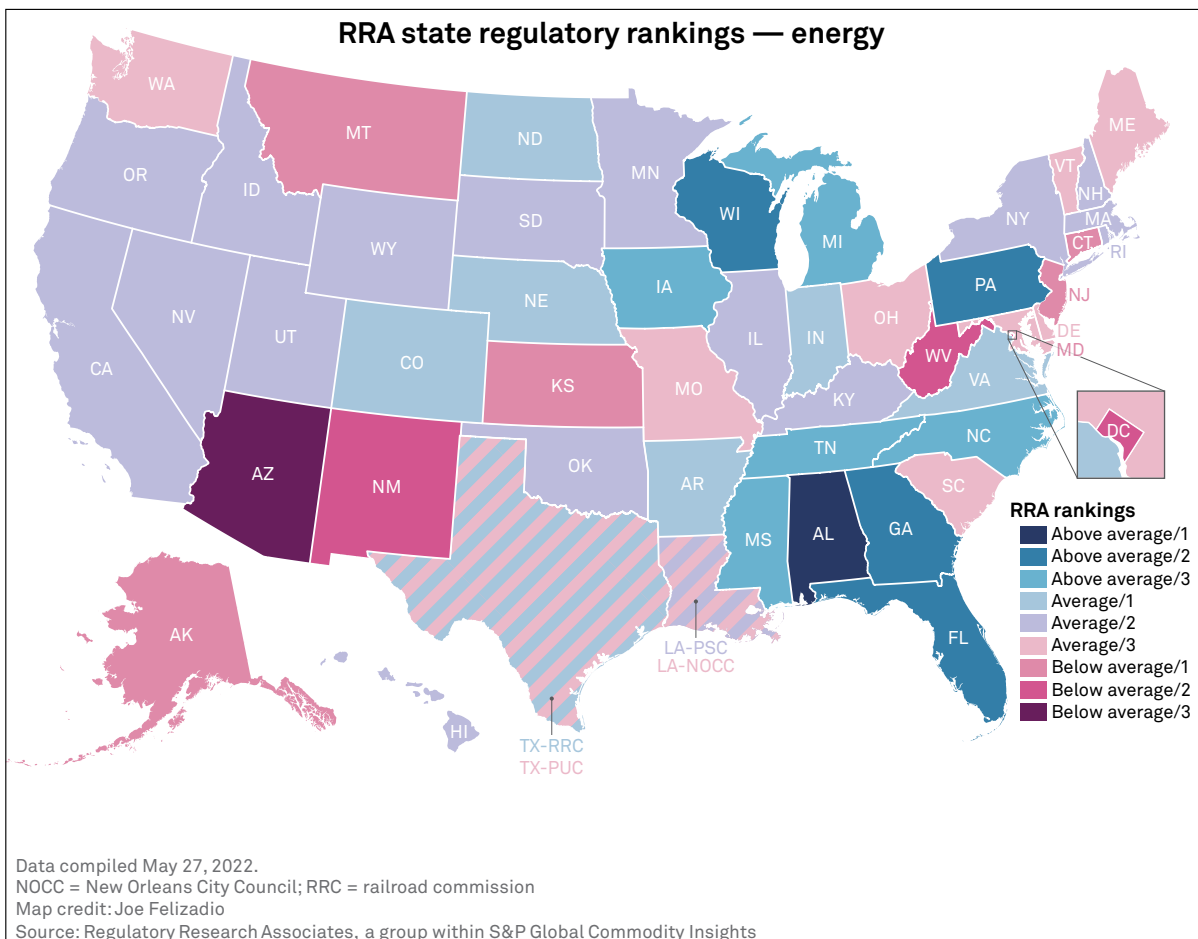 RRA state regulatory rankings — energy
WA
MT
ND
MN
ME
VT
NH
OR
ID
SD
WI
MI
NY
MA
CT
RI
WY
IA
PA
NJ
NE
NV
UT
CO
IL
IN
OH
DE
MD
WV
CA
KS
MO
KY
VA
DC
AZ
NM
OK
AR
TN
NC
SC
MS
AL
GA
AK
HI
FL
LA-PSC
LA-NOCC
TX-RRC
TX-PUC
RRA rankings
Above average/1
Above average/2
Above average/3
Average/1
Average/2
Average/3
Below average/1
Below average/2
Below average/3
Data compiled May 27, 2022.
NOCC = New Orleans City Council; RRC = railroad commission
Map credit: Joe Felizadio
Source: Regulatory Research Associates, a group within S&P Global Commodity Insights